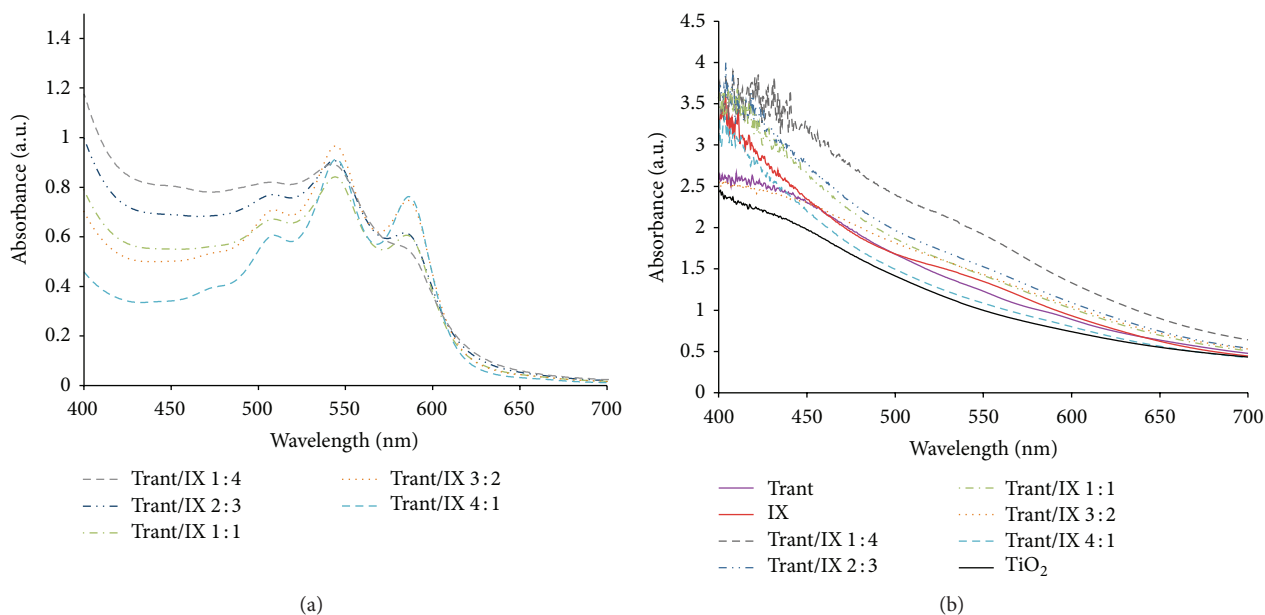 1.4
1.2
1
0.8
0.6
0.4
0.2
0
Absorbance (a.u.)
400 450 500 550 600 650 700
Wavelength (nm)
Trant/IX 1:4
Trant/IX 2:3
Trant/IX 1:1
Trant/IX 3:2
Trant/IX 4:1
(a)
4.5
4
3.5
3
2.5
2
1.5
1
0.5
0
Absorbance (a.u.)
400 450 500 550 600 650 700
Wavelength (nm)
Trant
IX
Trant/IX 1:4
Trant/IX 2:3
Trant/IX 1:1
Trant/IX 3:2
Trant/IX 4:1
TiO₂
(b)